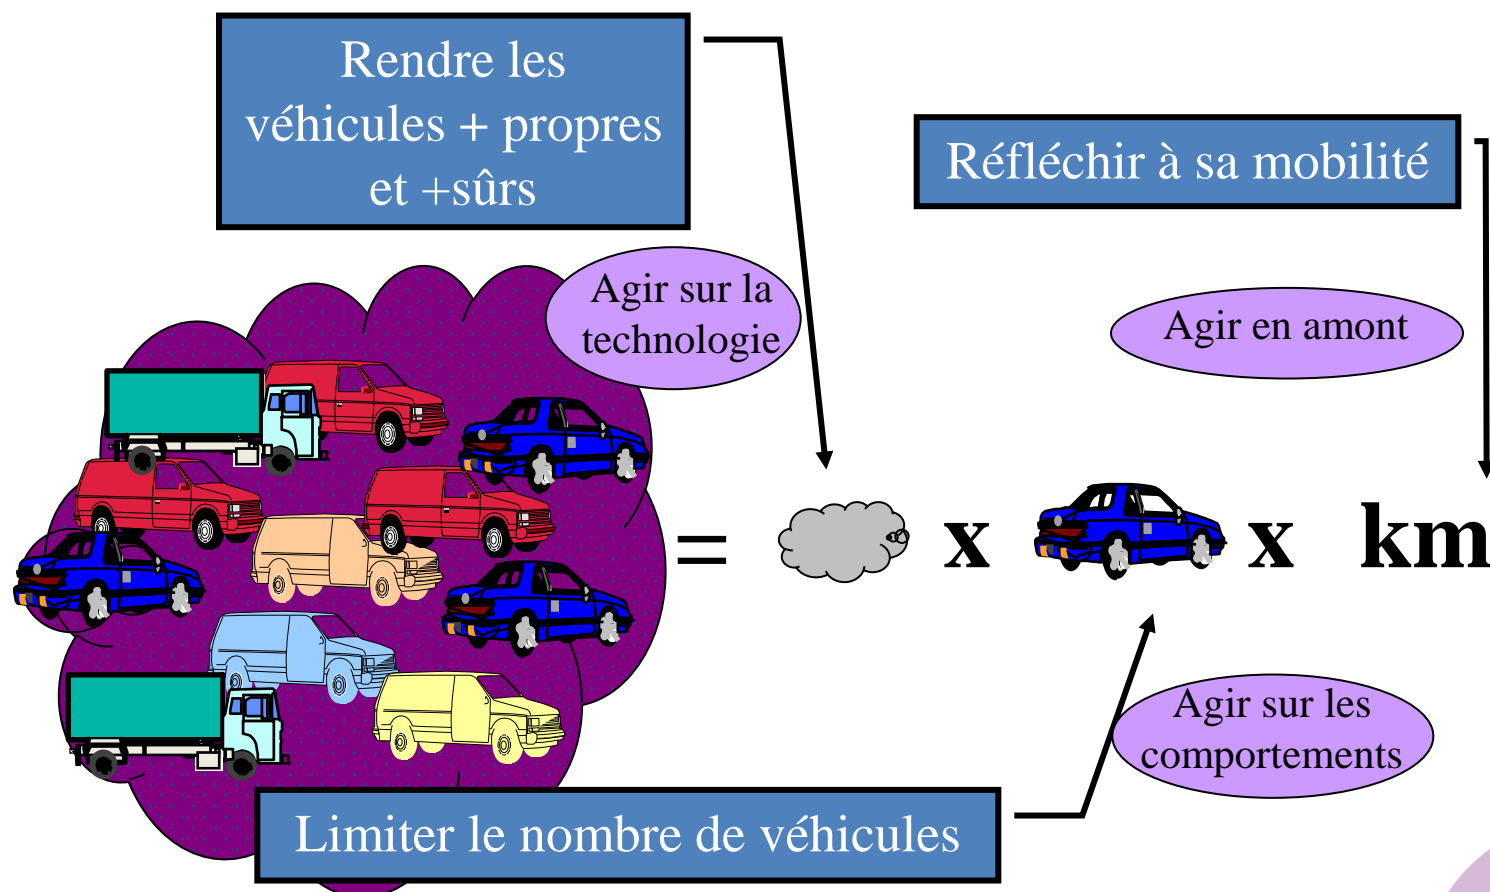 Rendre les
véhicules + propres
et +sûrs
Réfléchir à sa mobilité
Agir sur la
technologie
Agir en amont
= x x km
Agir sur les
comportements
Limiter le nombre de véhicules